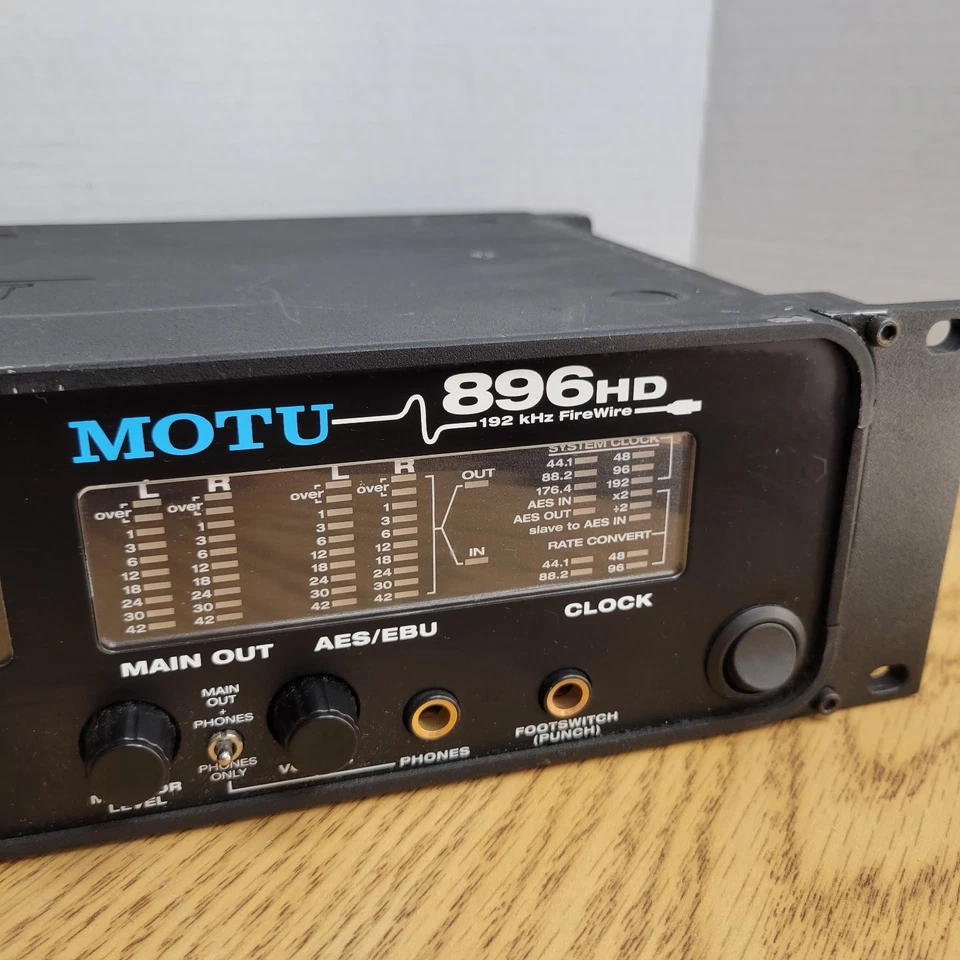 MOTU
896HD
192 kHz FireWire
L R L R
over over over over
1 1 1 1
3 3 3 3
6 6 6 6
12 12 12 12
18 18 18 18
24 24 24 24
30 30 30 30
42 42 42 42
OUT
IN
SYSTEM CLOCK
44.1 48
88.2 96
176.4 192
AES IN x2
AES OUT ÷2
slave to AES IN
RATE CONVERT
44.1 48
88.2 96
MAIN OUT
AES/EBU
CLOCK
MAIN
OUT
+
PHONES
PHONES
ONLY
LEVEL
PHONES
FOOTSWITCH
(PUNCH)